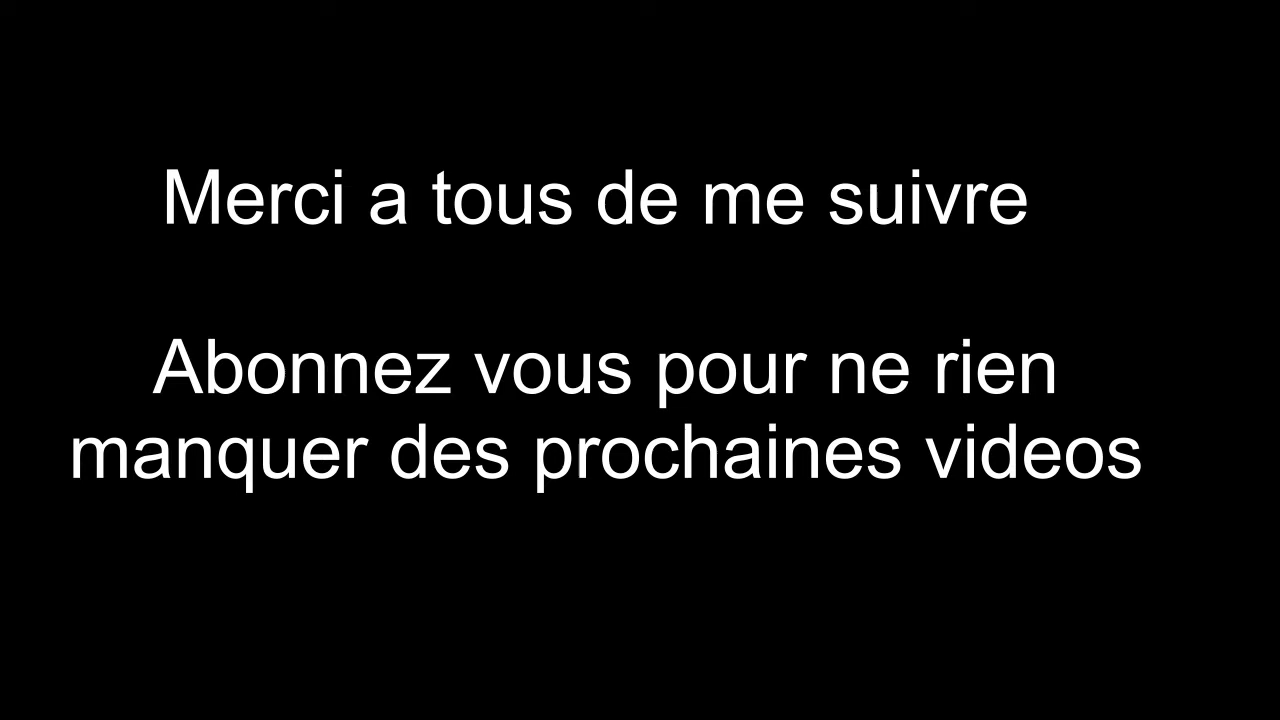 Merci a tous de me suivre
Abonnez vous pour ne rien
manquer des prochaines videos